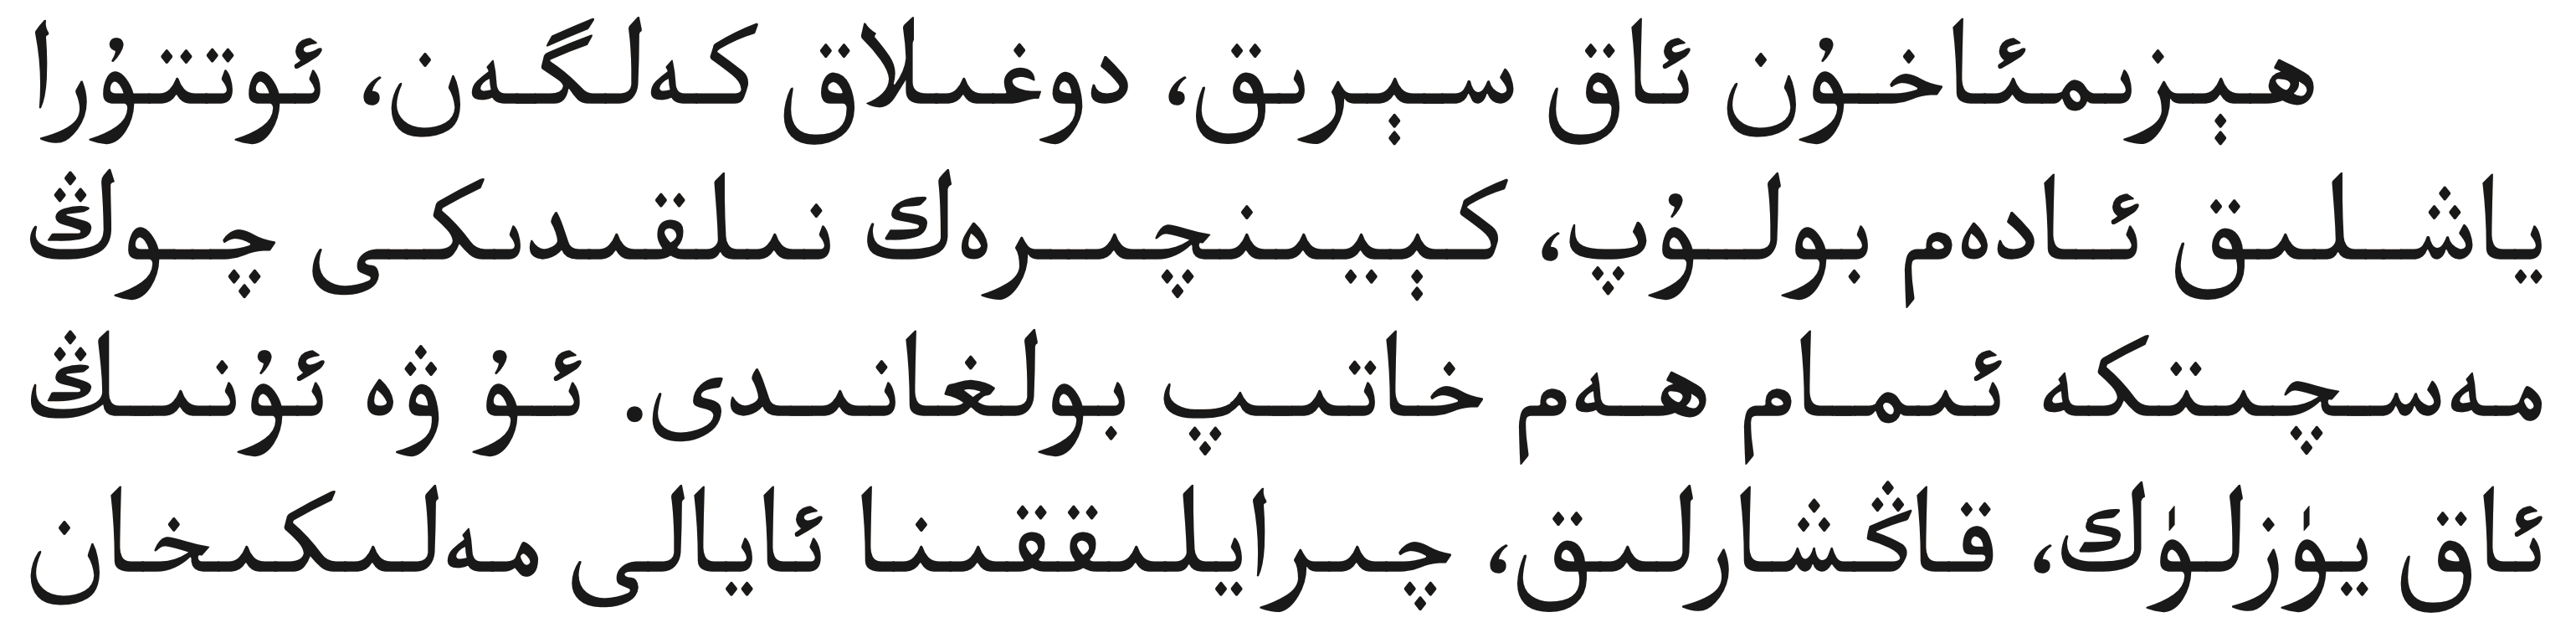 ھېزىمئاخۇن ئاق سېرىق، دوغىلاق كەلگەن، ئوتتۇرا
ياشلىق ئادەم بولۇپ، كېيىنچىرەك نىلقىدىكى چوڭ
مەسچىتكە ئىمام ھەم خاتىپ بولغانىدى. ئۇ ۋە ئۇنىڭ
ئاق يۈزلۈك، قاڭشارلىق، چىرايلىققىنا ئايالى مەلىكىخان